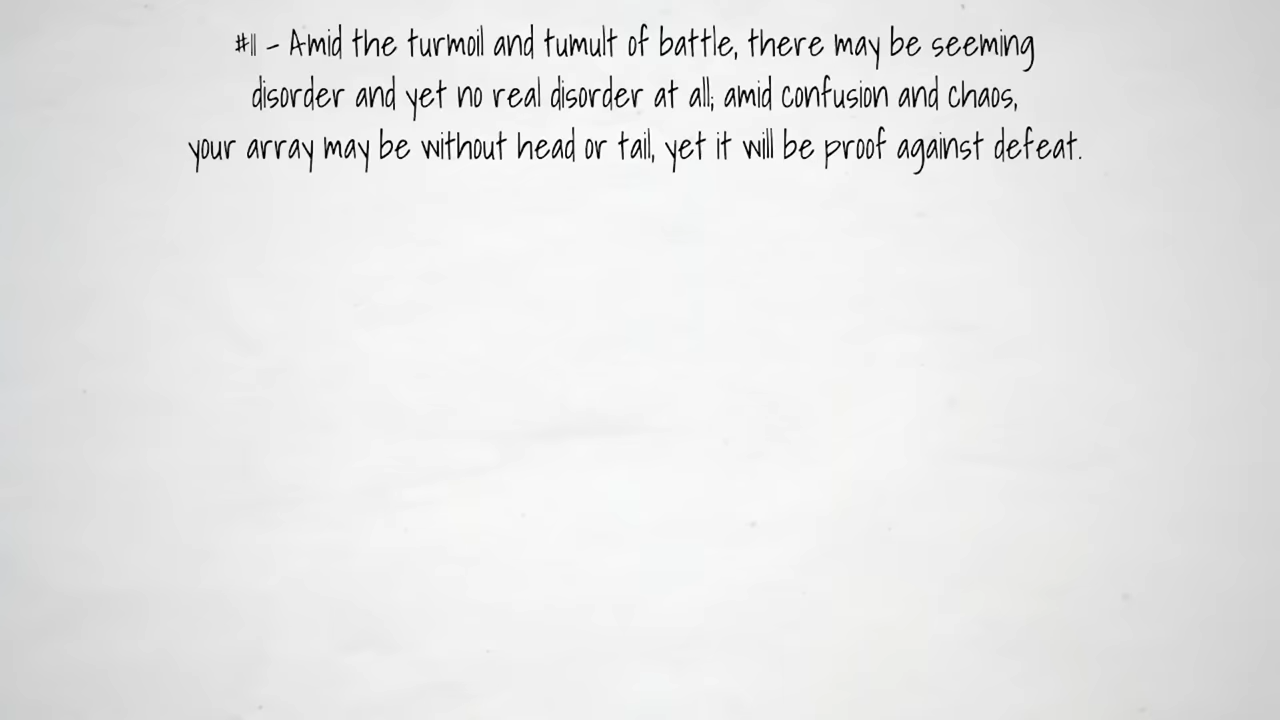 #11 - Amid the turmoil and tumult of battle, there may be seeming
disorder and yet no real disorder at all; amid confusion and chaos,
your array may be without head or tail, yet it will be proof against defeat.